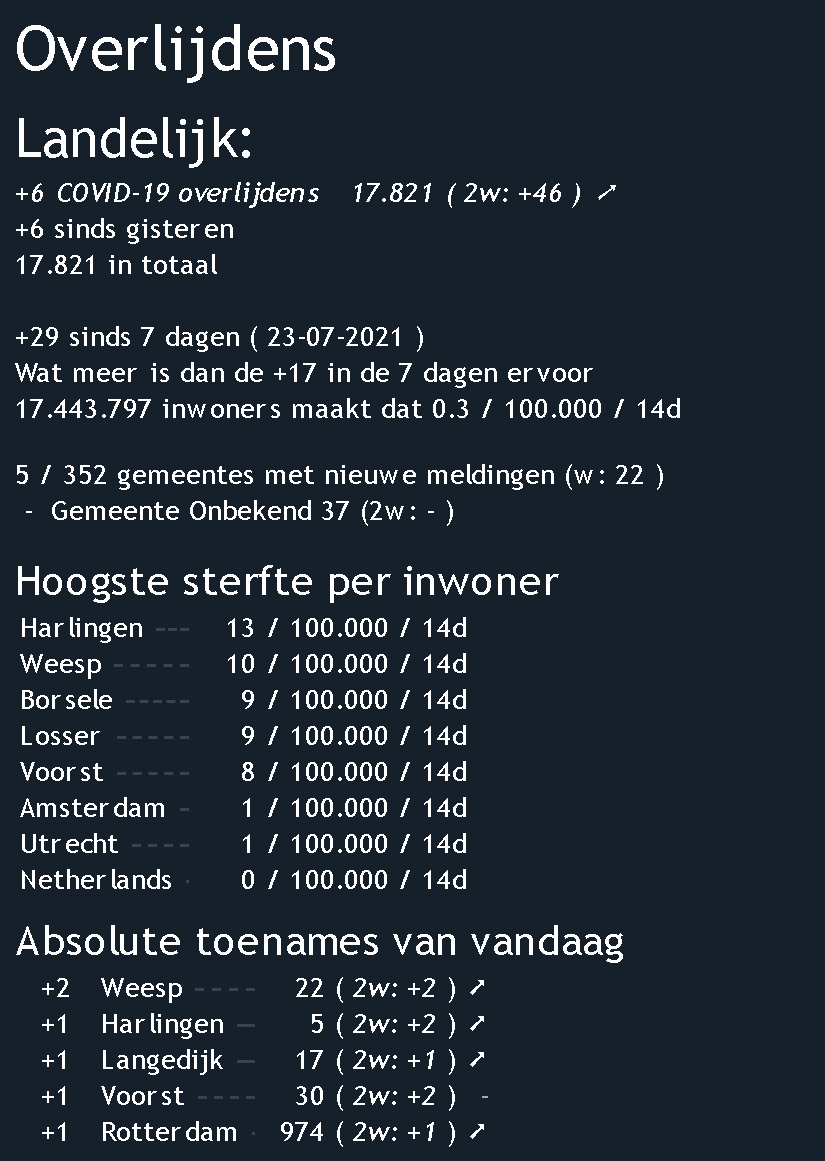 Overlijdens
Landelijk:
+6 COVID-19 overlijdens 17.821 ( 2w: +46 ) ↗
+6 sinds gisteren
17.821 in totaal
+29 sinds 7 dagen ( 23-07-2021 )
Wat meer is dan de +17 in de 7 dagen ervoor
17.443.797 inwoners maakt dat 0.3 / 100.000 / 14d
5 / 352 gemeentes met nieuwe meldingen (w: 22 )
- Gemeente Onbekend 37 (2w: - )
Hoogste sterfte per inwoner
Harlingen --- 13 / 100.000 / 14d
Weesp ----- 10 / 100.000 / 14d
Borsele ----- 9 / 100.000 / 14d
Losser ----- 9 / 100.000 / 14d
Voorst ----- 8 / 100.000 / 14d
Amsterdam - 1 / 100.000 / 14d
Utrecht ---- 1 / 100.000 / 14d
Netherlands · 0 / 100.000 / 14d
Absolute toenames van vandaag
+2 Weesp ---- 22 ( 2w: +2 ) ↗
+1 Harlingen — 5 ( 2w: +2 ) ↗
+1 Langedijk — 17 ( 2w: +1 ) ↗
+1 Voorst ---- 30 ( 2w: +2 ) -
+1 Rotterdam · 974 ( 2w: +1 ) ↗